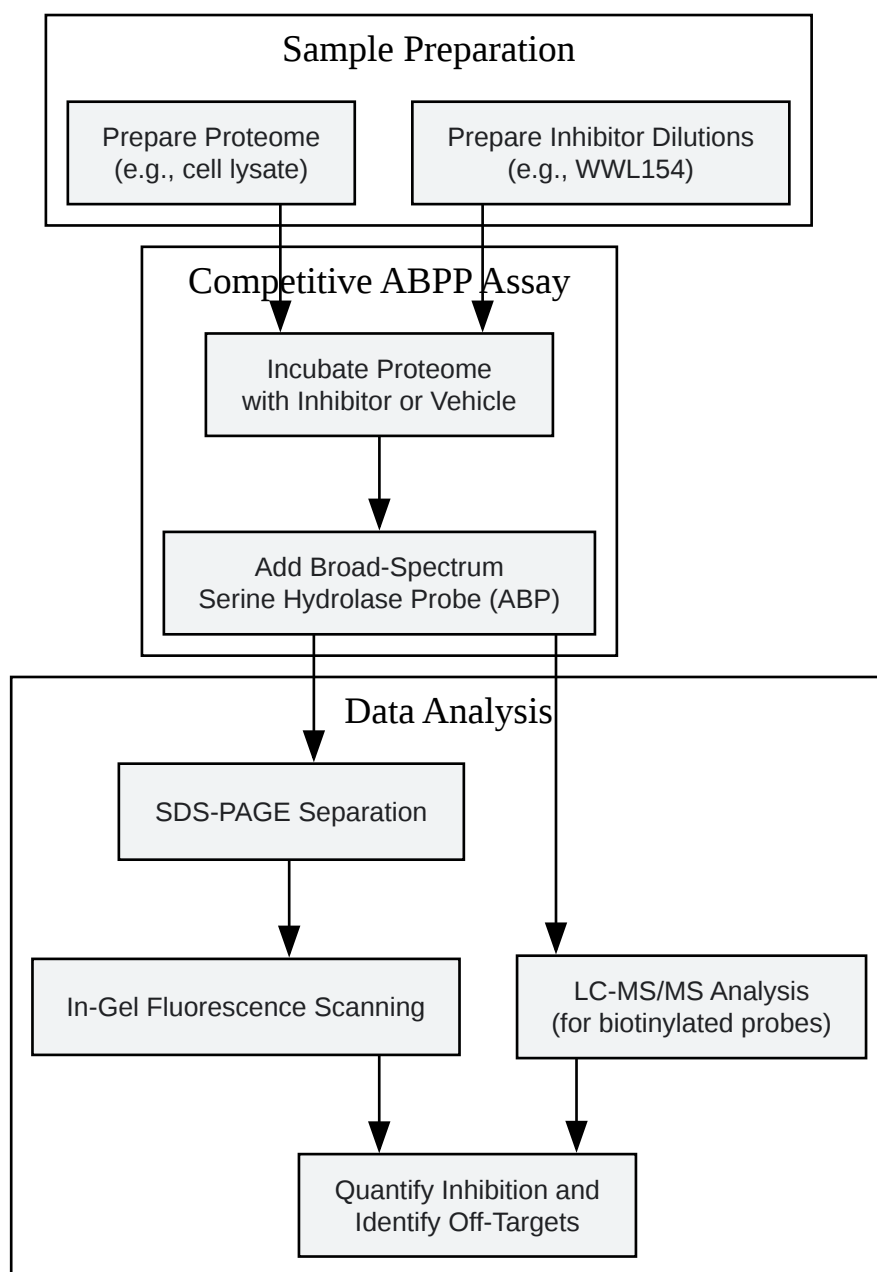 Sample Preparation
Prepare Proteome
(e.g., cell lysate)
Prepare Inhibitor Dilutions
(e.g., WWL154)
Competitive ABPP Assay
Incubate Proteome
with Inhibitor or Vehicle
Add Broad-Spectrum
Serine Hydrolase Probe (ABP)
Data Analysis
SDS-PAGE Separation
In-Gel Fluorescence Scanning
LC-MS/MS Analysis
(for biotinylated probes)
Quantify Inhibition and
Identify Off-Targets